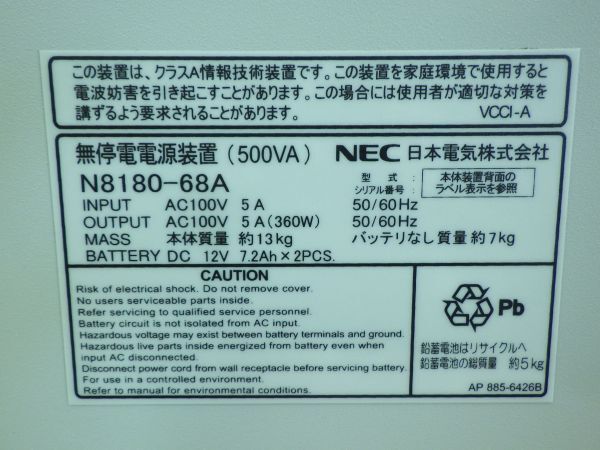 この装置は、クラスA情報技術装置です。この装置を家庭環境で使用すると
電波妨害を引き起こすことがあります。この場合には使用者が適切な対策を
講ずるよう要求されることがあります。 VCCI-A
無停電電源装置(500VA) NEC 日本電気株式会社
N8180-68A
型式 :
シリアル番号 :
本体装置背面の
ラベル表示を参照
INPUT AC100V 5A 50/60Hz
OUTPUT AC100V 5A(360W) 50/60Hz
MASS 本体質量 約13kg バッテリなし質量 約7kg
BATTERY DC 12V 7.2Ah×2PCS.
CAUTION
Risk of electrical shock. Do not remove cover.
No users serviceable parts inside.
Refer servicing to qualified service personnel.
Battery circuit is not isolated from AC input.
Hazardous voltage may exist between battery terminals and ground.
Hazardous live parts inside energized from battery even when
input AC disconnected.
Disconnect power cord from wall receptacle before servicing battery.
For use in a controlled environment.
Refer to manual for environmental conditions.
Pb
鉛蓄電池はリサイクルへ
鉛蓄電池の総質量 約5kg
AP 885-6426B